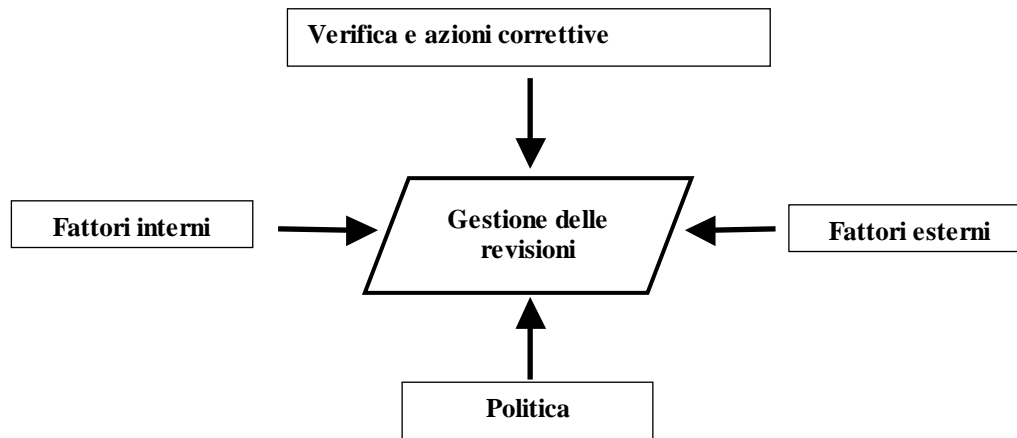 Verifica e azioni correttive
Fattori interni
Gestione delle
revisioni
Fattori esterni
Politica